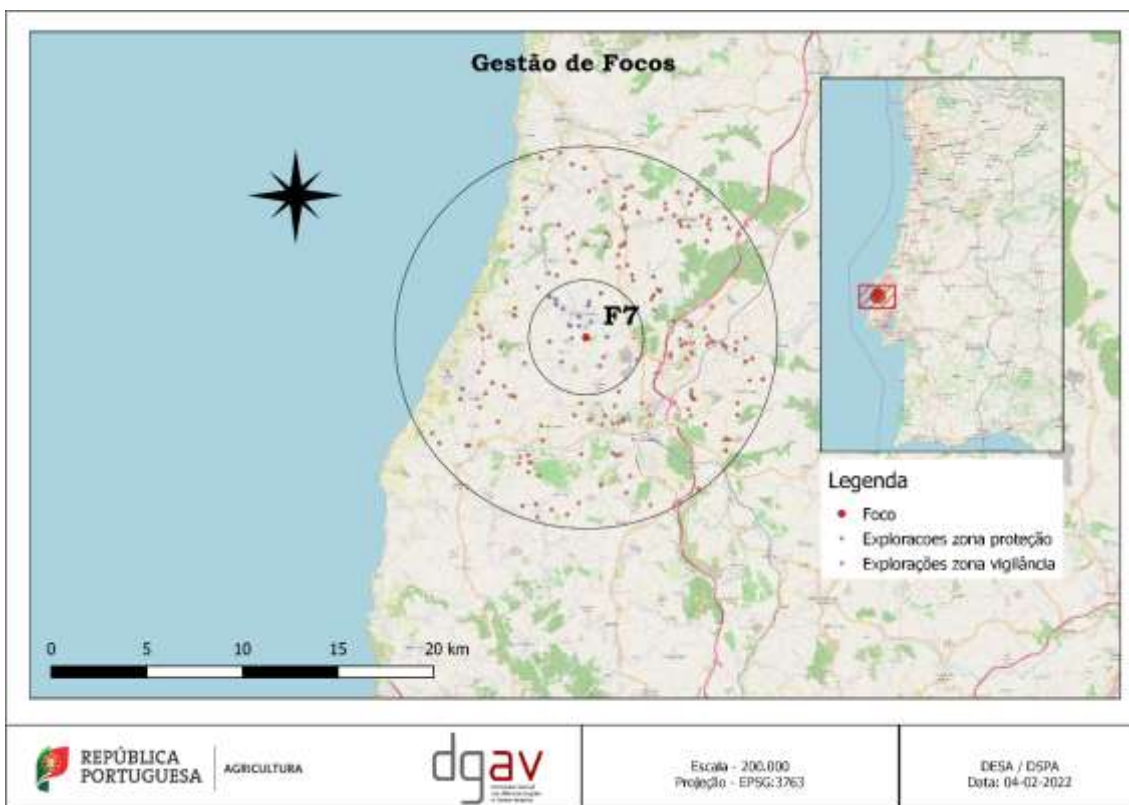 Gestão de Focos
F7
Legenda
Foco
Exploracoes zona proteção
Explorações zona vigilância
0 5 10 15 20 km
REPÚBLICA
PORTUGUESA
AGRICULTURA
dgav
Escala - 200.000
Projeção - EPSG:3763
DESA / DSPA
Data: 04-02-2022